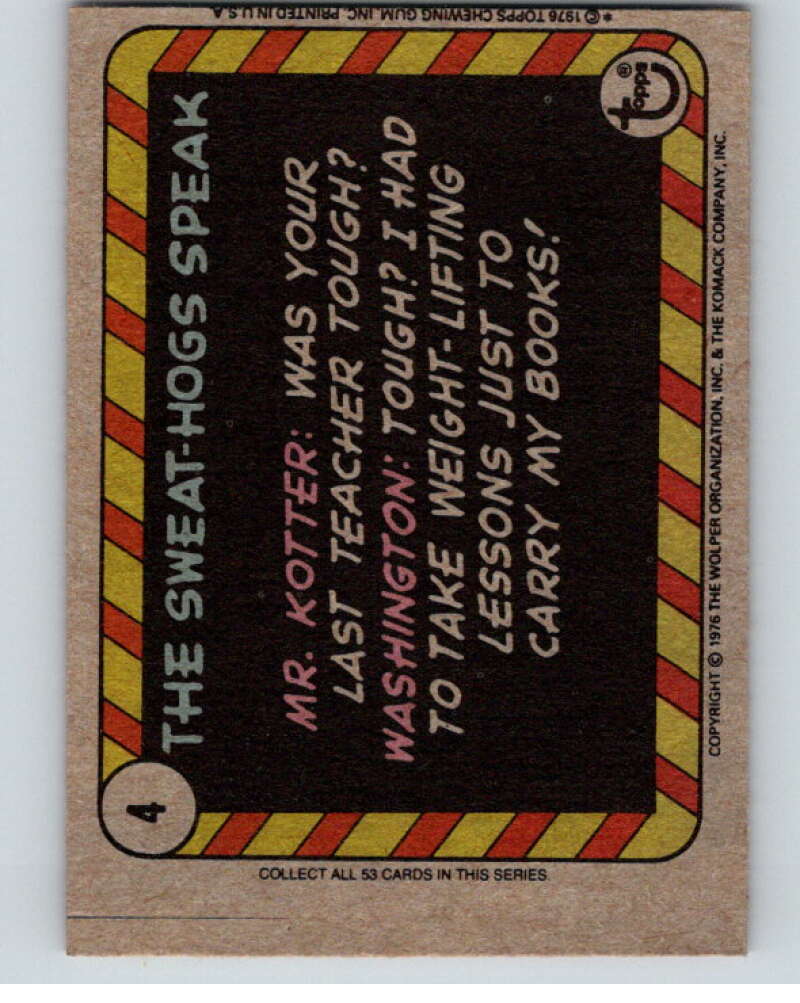 *© 1976 TOPPS CHEWING GUM, INC. PRINTED IN U.S.A.
topps®
4
THE SWEAT-HOGS SPEAK
MR. KOTTER: WAS YOUR
LAST TEACHER TOUGH?
WASHINGTON: TOUGH? I HAD
TO TAKE WEIGHT-LIFTING
LESSONS JUST TO
CARRY MY BOOKS!
COPYRIGHT © 1976 THE WOLPER ORGANIZATION, INC. & THE KOMACK COMPANY, INC.
COLLECT ALL 53 CARDS IN THIS SERIES.